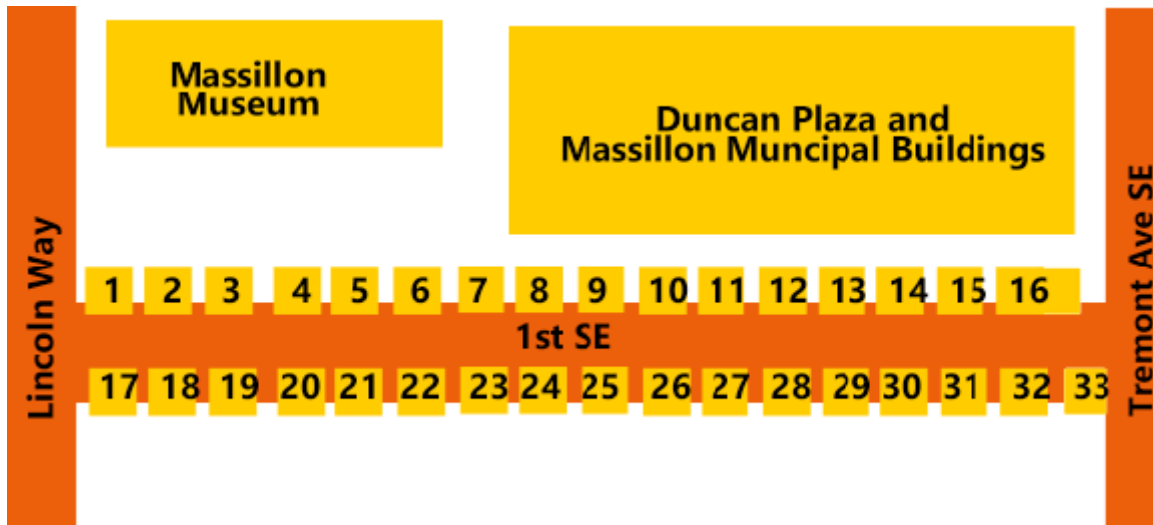 Massillon
Museum
Duncan Plaza and
Massillon Muncipal Buildings
Lincoln Way
Tremont Ave SE
1 2 3 4 5 6 7 8 9 10 11 12 13 14 15 16
1st SE
17 18 19 20 21 22 23 24 25 26 27 28 29 30 31 32 33